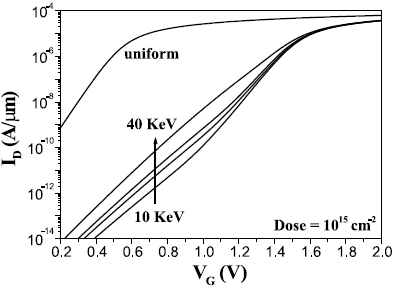 10⁻⁴
10⁻⁶
10⁻⁸
10⁻¹⁰
10⁻¹²
10⁻¹⁴
I_D (A/μm)
uniform
40 KeV
10 KeV
Dose = 10¹⁵ cm⁻²
0.2 0.4 0.6 0.8 1.0 1.2 1.4 1.6 1.8 2.0
V_G (V)